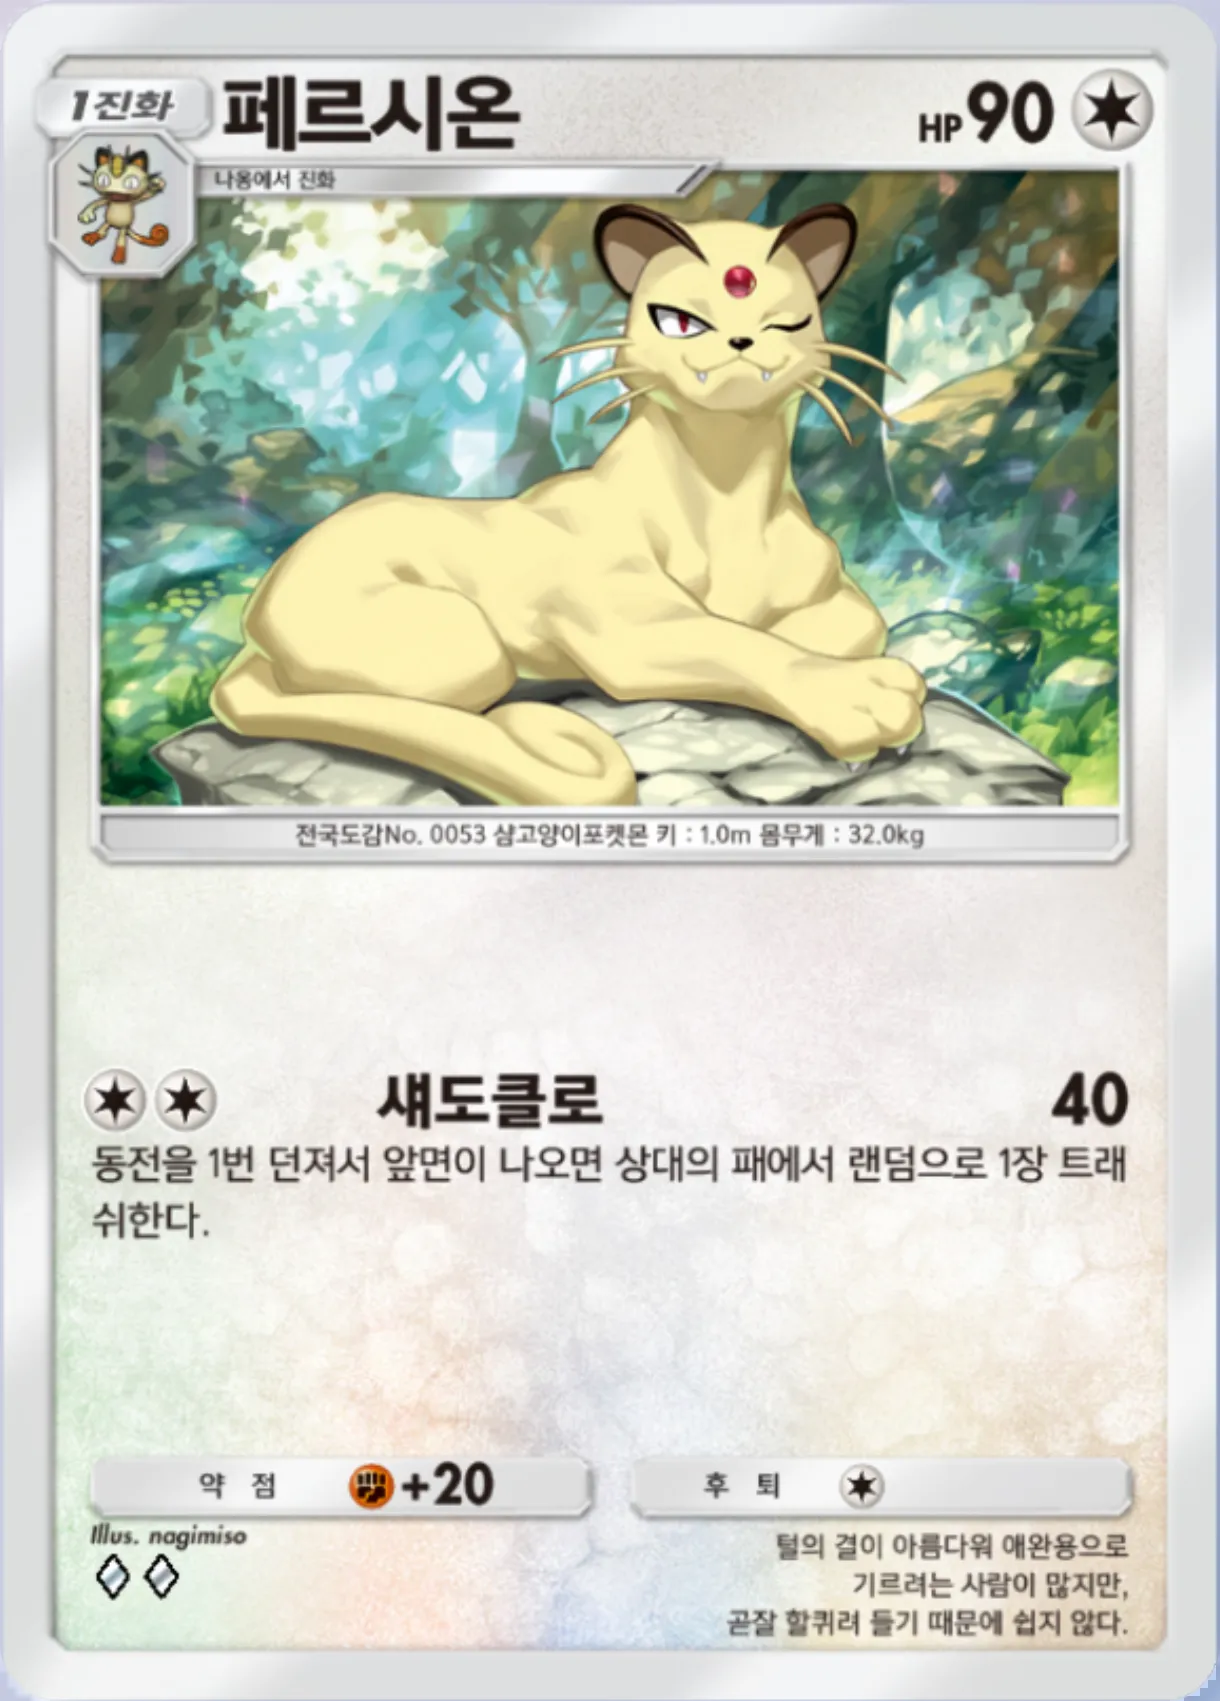 1진화
페르시온
HP 90
나옹에서 진화
전국도감No. 0053 샴고양이포켓몬 키 : 1.0m 몸무게 : 32.0kg
섀도클로 40
동전을 1번 던져서 앞면이 나오면 상대의 패에서 랜덤으로 1장 트래
쉬한다.
약점 +20
후퇴
Illus. nagimiso
털의 결이 아름다워 애완용으로
기르려는 사람이 많지만,
곧잘 할퀴려 들기 때문에 쉽지 않다.